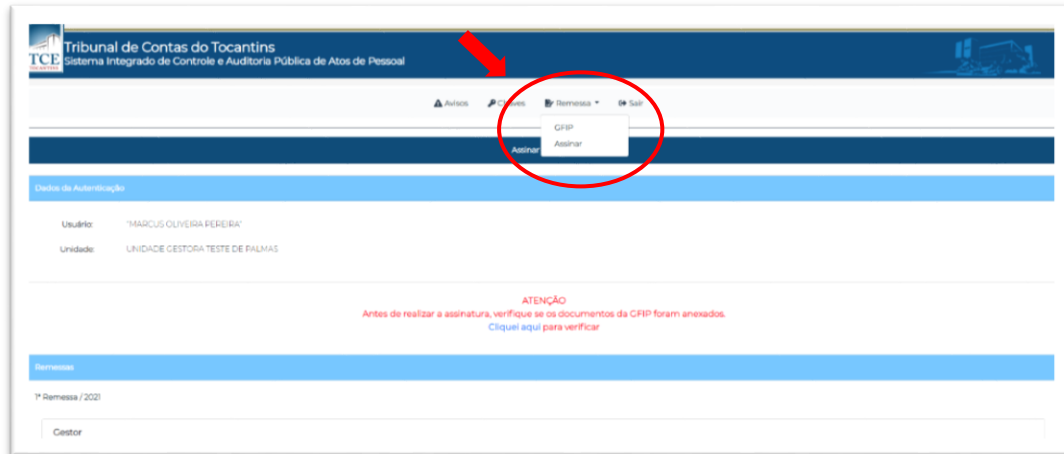 Tribunal de Contas do Tocantins
TCE Sistema Integrado de Controle e Auditoria Pública de Atos de Pessoal
TOCANTINS
Avisos Chaves Remessa Sair
GFIP
Assinar
Assinar
Dados da Autenticação
Usuário: "MARCUS OLIVEIRA PEREIRA"
Unidade: UNIDADE GESTORA TESTE DE PALMAS
ATENÇÃO
Antes de realizar a assinatura, verifique se os documentos da GFIP foram anexados.
Cliquei aqui para verificar
Remessas
1ª Remessa / 2021
Gestor